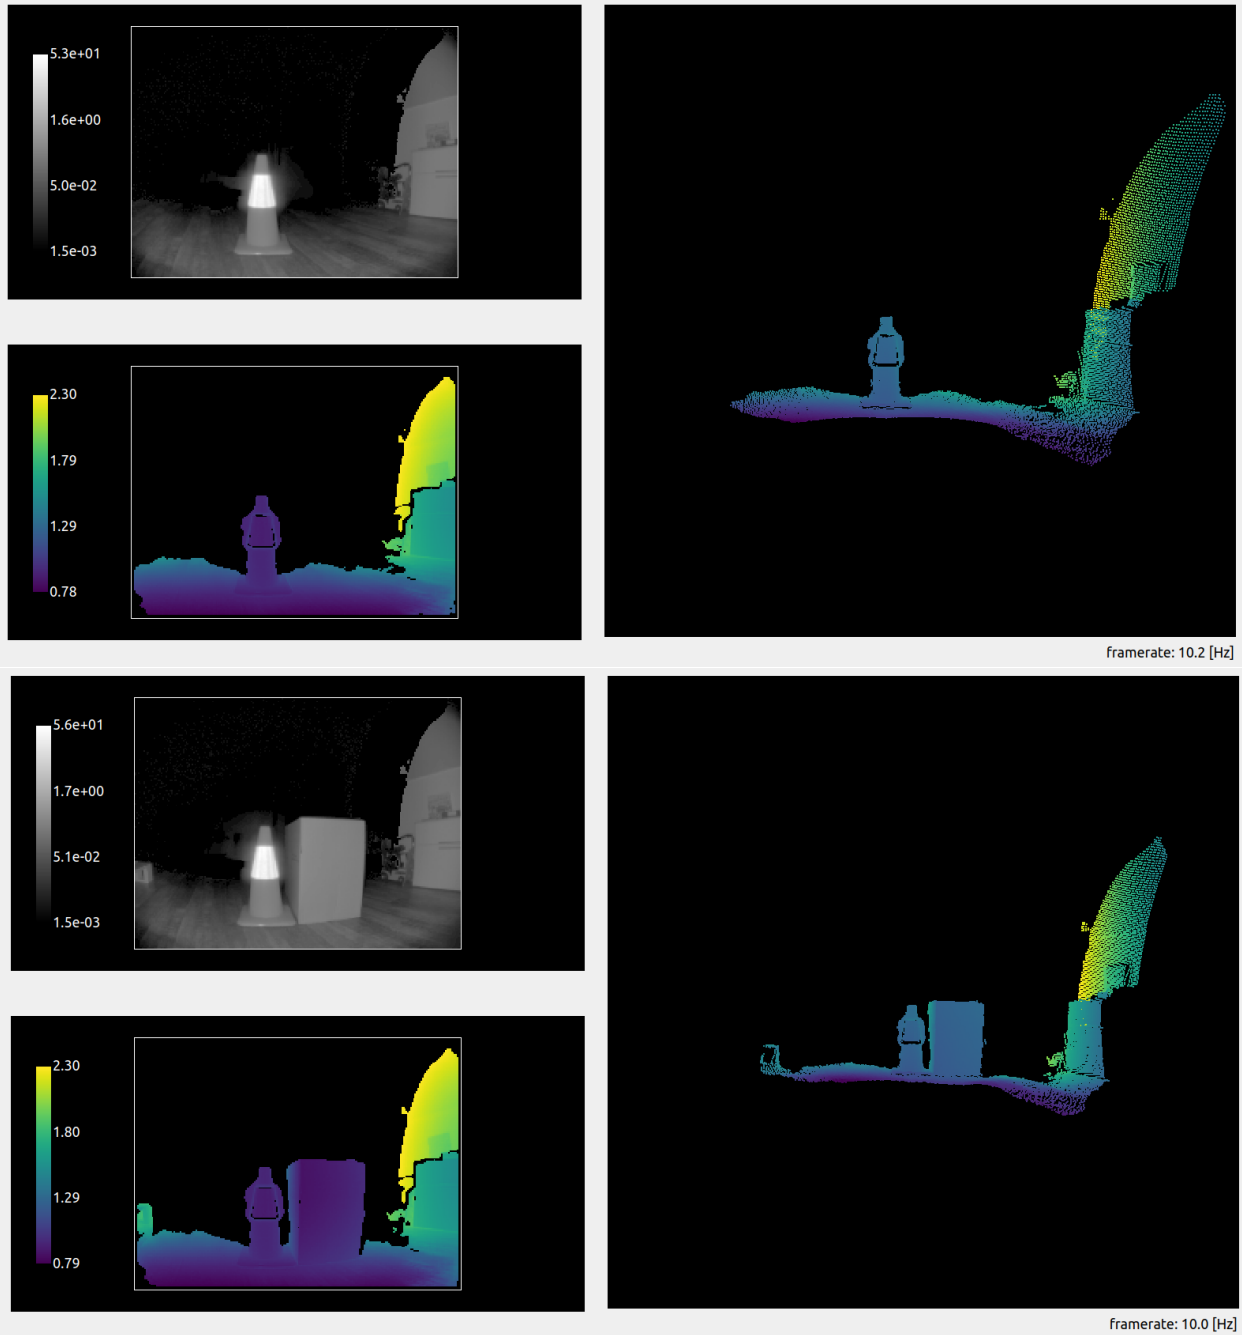 5.3e+01
1.6e+00
5.0e-02
1.5e-03
2.30
1.79
1.29
0.78
framerate: 10.2 [Hz]
5.6e+01
1.7e+00
5.1e-02
1.5e-03
2.30
1.80
1.29
0.79
framerate: 10.0 [Hz]